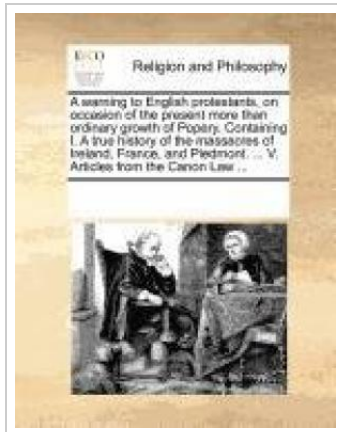 ECCO
Religion and Philosophy
A warning to English protestants, on
occasion of the present more than
ordinary growth of Popery. Containing
I. A true history of the massacres of
Ireland, France, and Piedmont. ... V.
Articles from the Canon Law ...